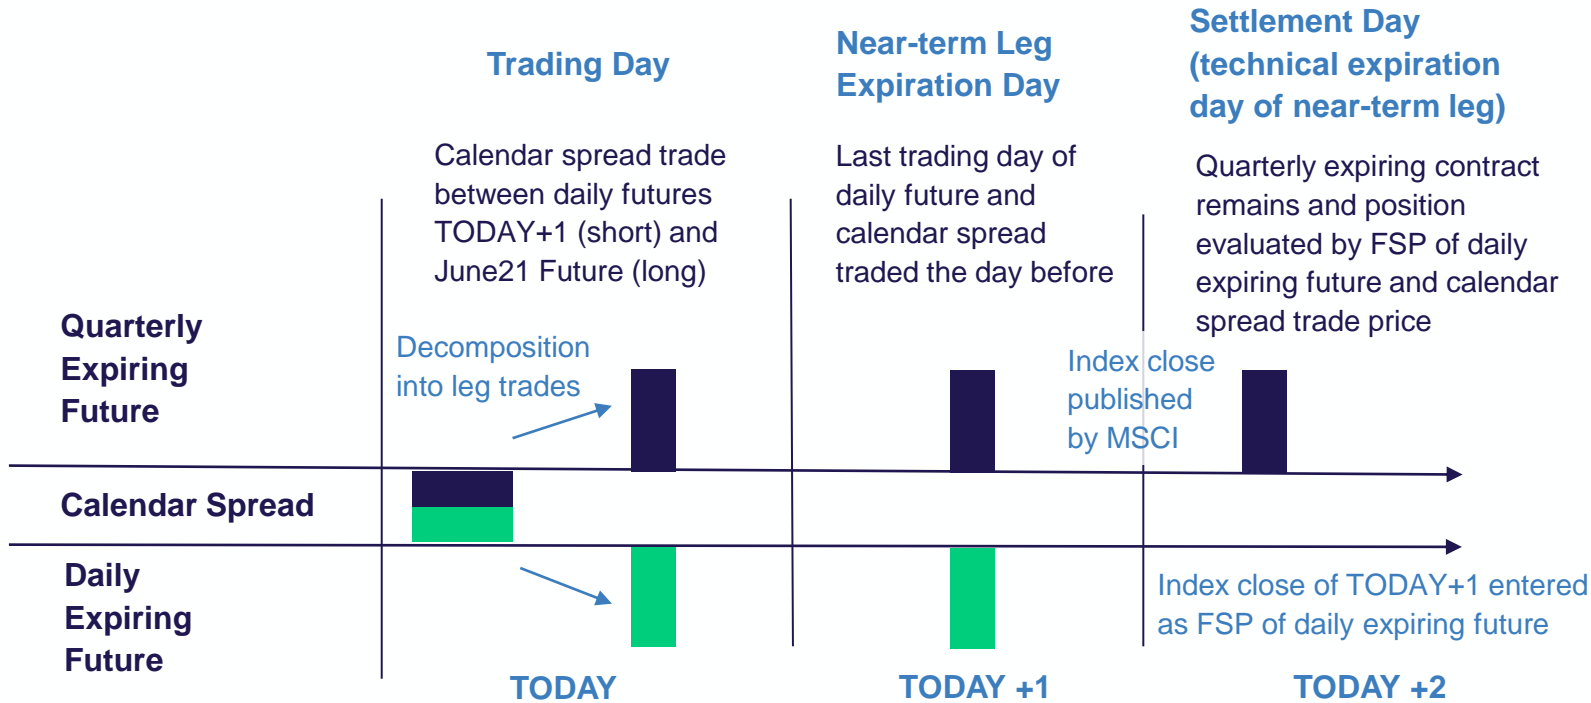 Trading Day
Near-term Leg
Expiration Day
Settlement Day
(technical expiration
day of near-term leg)
Calendar spread trade
between daily futures
TODAY+1 (short) and
June21 Future (long)
Last trading day of
daily future and
calendar spread
traded the day before
Quarterly expiring contract
remains and position
evaluated by FSP of daily
expiring future and calendar
spread trade price
Quarterly
Expiring
Future
Decomposition
into leg trades
Index close
published
by MSCI
Calendar Spread
Daily
Expiring
Future
Index close of TODAY+1 entered
as FSP of daily expiring future
TODAY
TODAY +1
TODAY +2